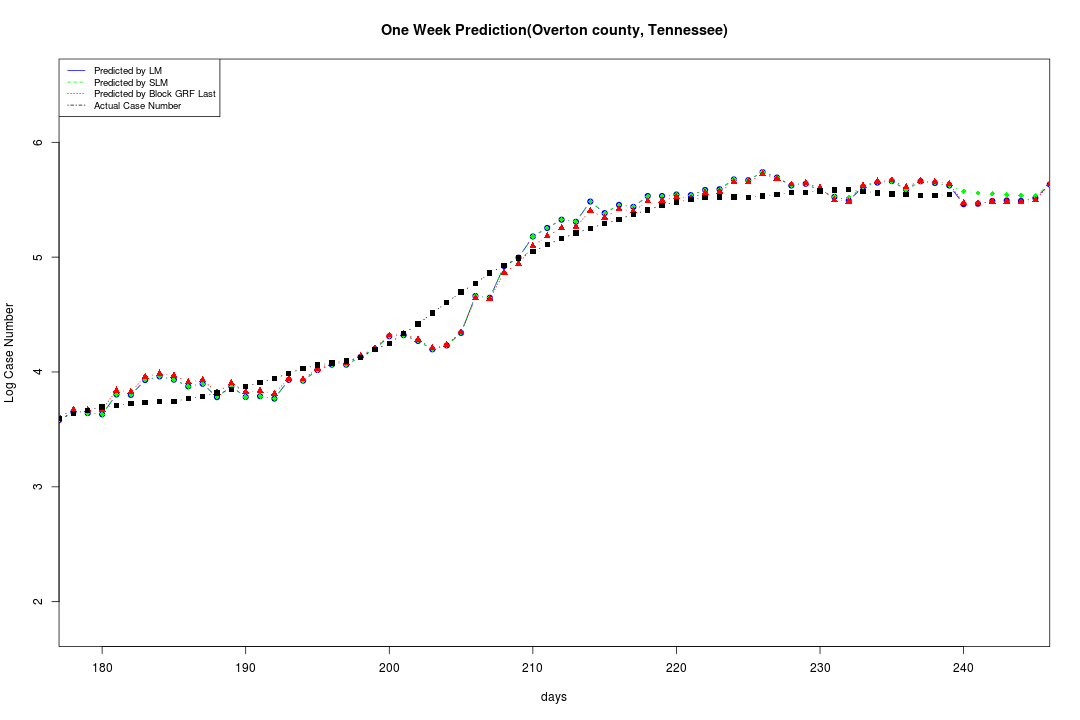 One Week Prediction(Overton county, Tennessee)
Predicted by LM
Predicted by SLM
Predicted by Block GRF Last
Actual Case Number
Log Case Number
6
5
4
3
2
180 190 200 210 220 230 240
days